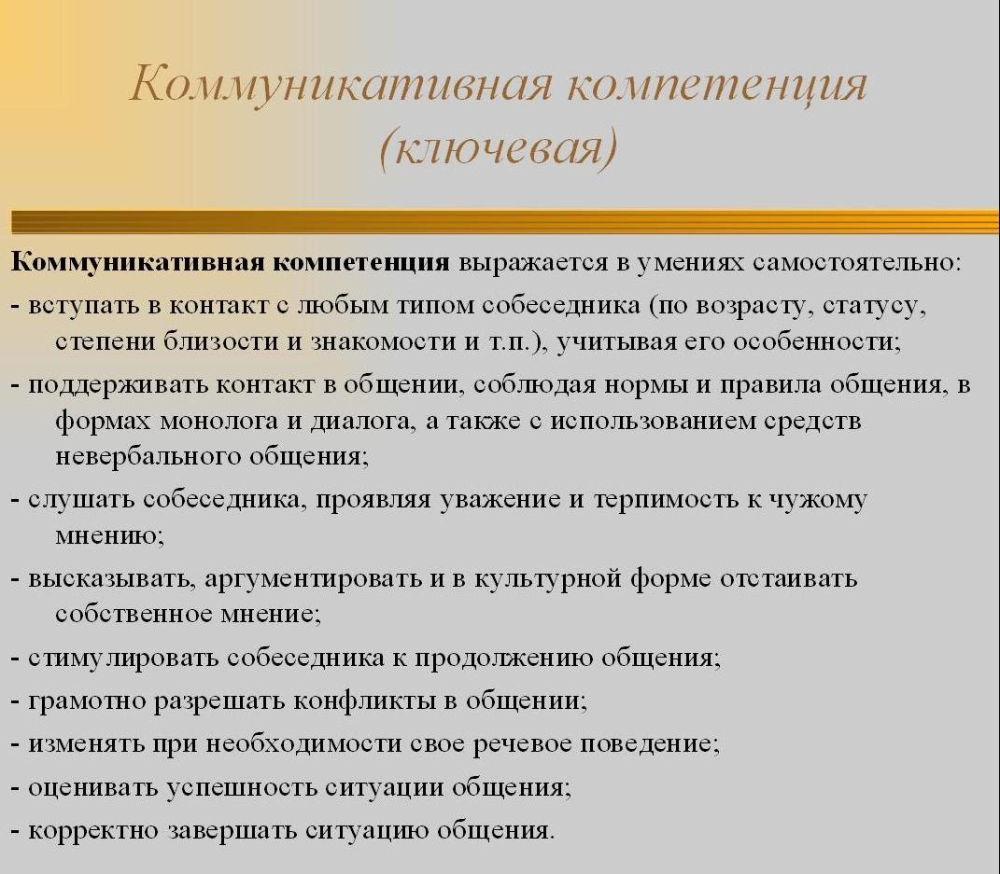 Коммуникативная компетенция
(ключевая)
Коммуникативная компетенция выражается в умениях самостоятельно:
- вступать в контакт с любым типом собеседника (по возрасту, статусу,
степени близости и знакомости и т.п.), учитывая его особенности;
- поддерживать контакт в общении, соблюдая нормы и правила общения, в
формах монолога и диалога, а также с использованием средств
невербального общения;
- слушать собеседника, проявляя уважение и терпимость к чужому
мнению;
- высказывать, аргументировать и в культурной форме отстаивать
собственное мнение;
- стимулировать собеседника к продолжению общения;
- грамотно разрешать конфликты в общении;
- изменять при необходимости свое речевое поведение;
- оценивать успешность ситуации общения;
- корректно завершать ситуацию общения.